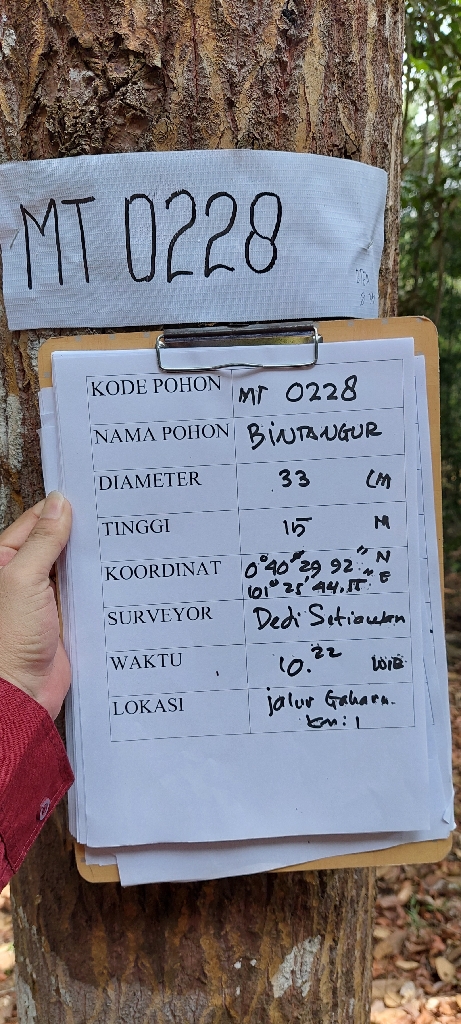 MT 0228
KODE POHON MT 0228
NAMA POHON BINTANGUR
DIAMETER 33 CM
TINGGI 15 M
KOORDINAT 0° 40' 29 92" N
101° 25' 44.55" E
SURVEYOR Dedi Setiawan
WAKTU 10.22 WIB
LOKASI jalur Gaharu.
km: 1